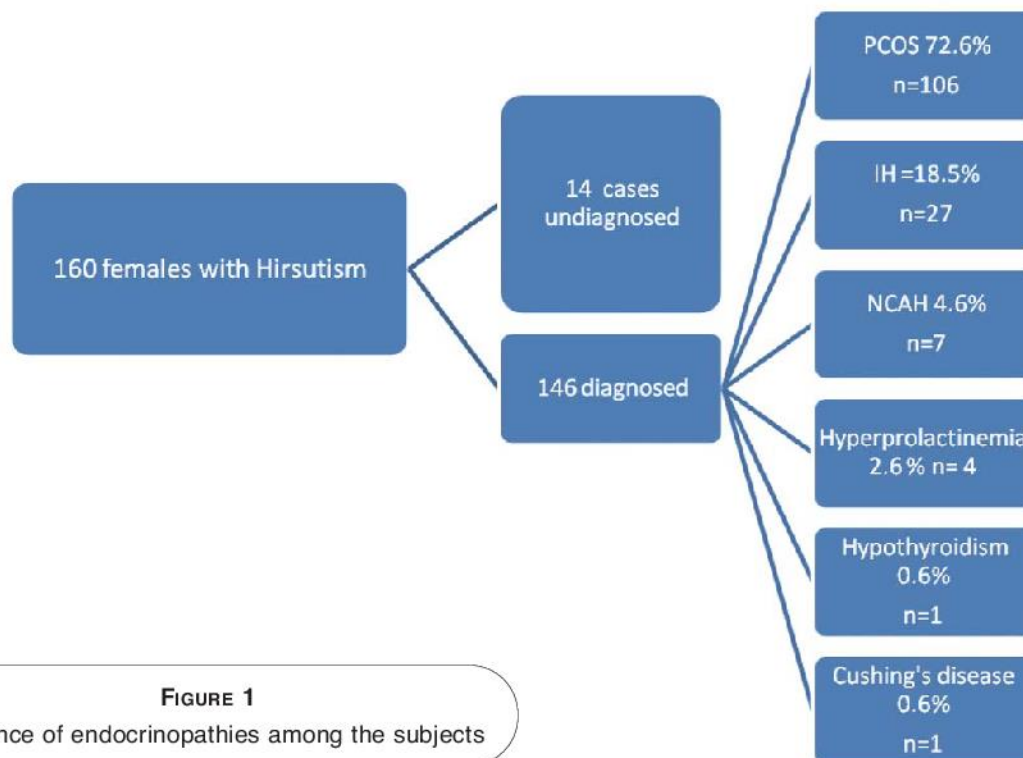 160 females with Hirsutism
14 cases
undiagnosed
146 diagnosed
PCOS 72.6%
n=106
IH =18.5%
n=27
NCAH 4.6%
n=7
Hyperprolactinemia
2.6% n= 4
Hypothyroidism
0.6%
n=1
Cushing's disease
0.6%
n=1
FIGURE 1
of endocrinopathies among the subjects